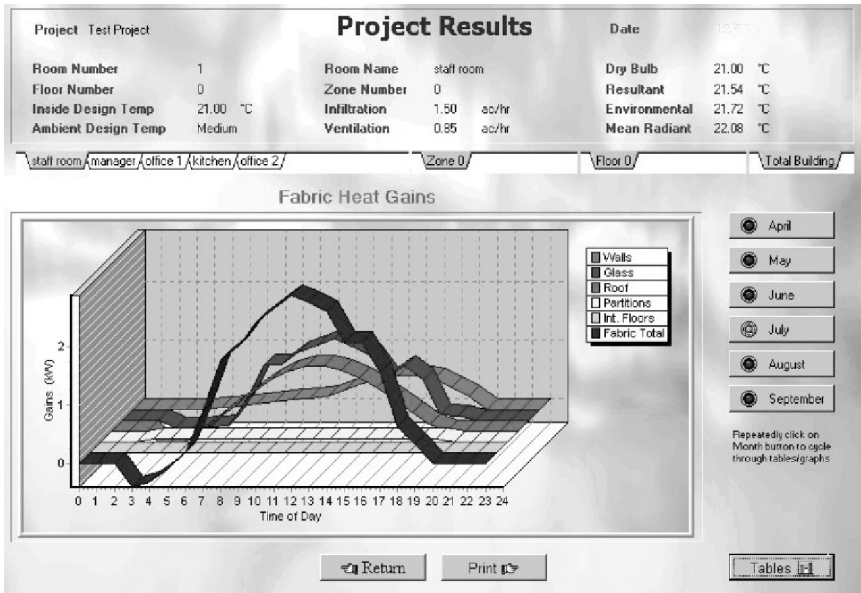 Project Results
Project Test Project
Date
Room Number 1
Room Name staff room
Dry Bulb 21.00 °C
Floor Number 0
Zone Number 0
Resultant 21.54 °C
Inside Design Temp 21.00 °C
Infiltration 1.50 ac/hr
Environmental 21.72 °C
Ambient Design Temp Medium
Ventilation 0.85 ac/hr
Mean Radiant 22.08 °C
staff room manager office 1 kitchen office 2 Zone 0 Floor 0 Total Building
Fabric Heat Gains
Gains (kW)
2
1
0
0 1 2 3 4 5 6 7 8 9 10 11 12 13 14 15 16 17 18 19 20 21 22 23 24
Time of Day
Walls
Glass
Roof
Partitions
Int. Floors
Fabric Total
April
May
June
July
August
September
Repeatedly click on
Month button to cycle
through tables/graphs
Return
Print
Tables